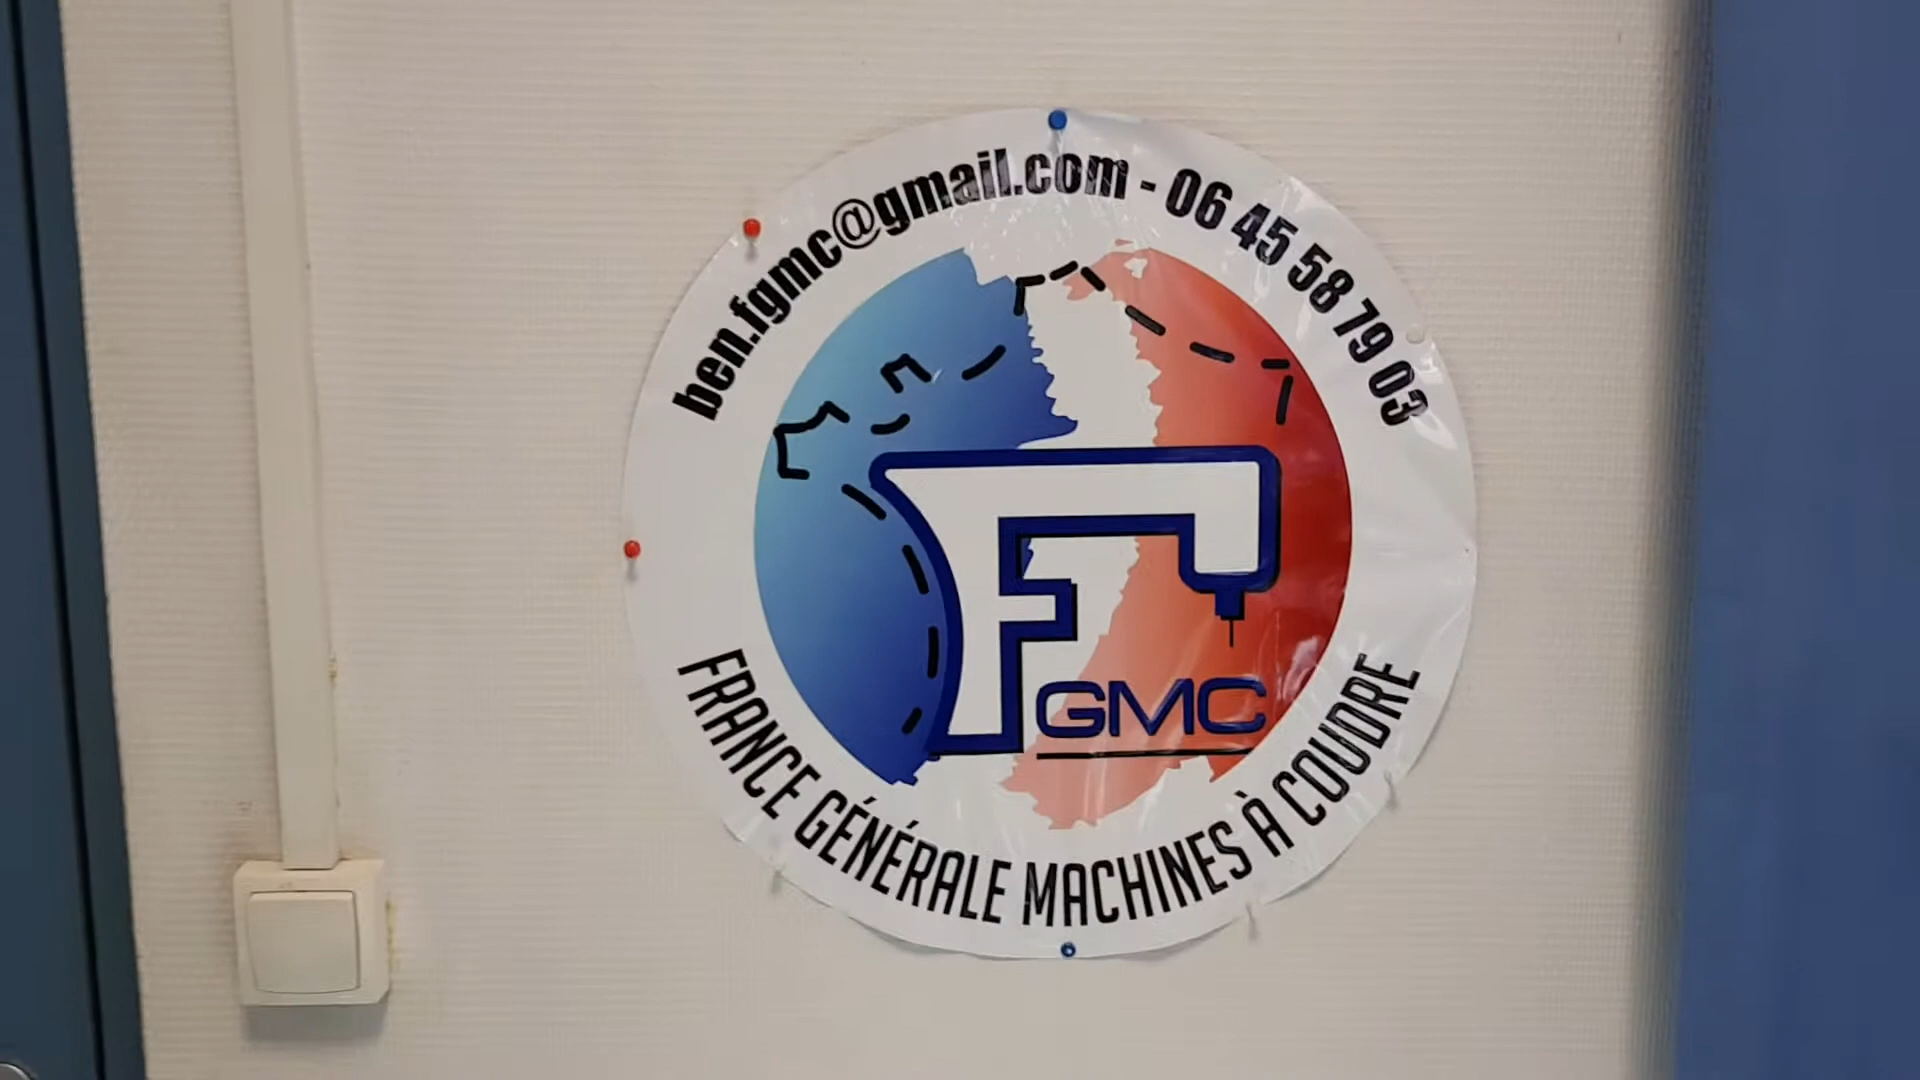 ben.fgmc@gmail.com - 06 45 58 79 03
F
GMC
FRANCE GÉNÉRALE MACHINES À COUDRE